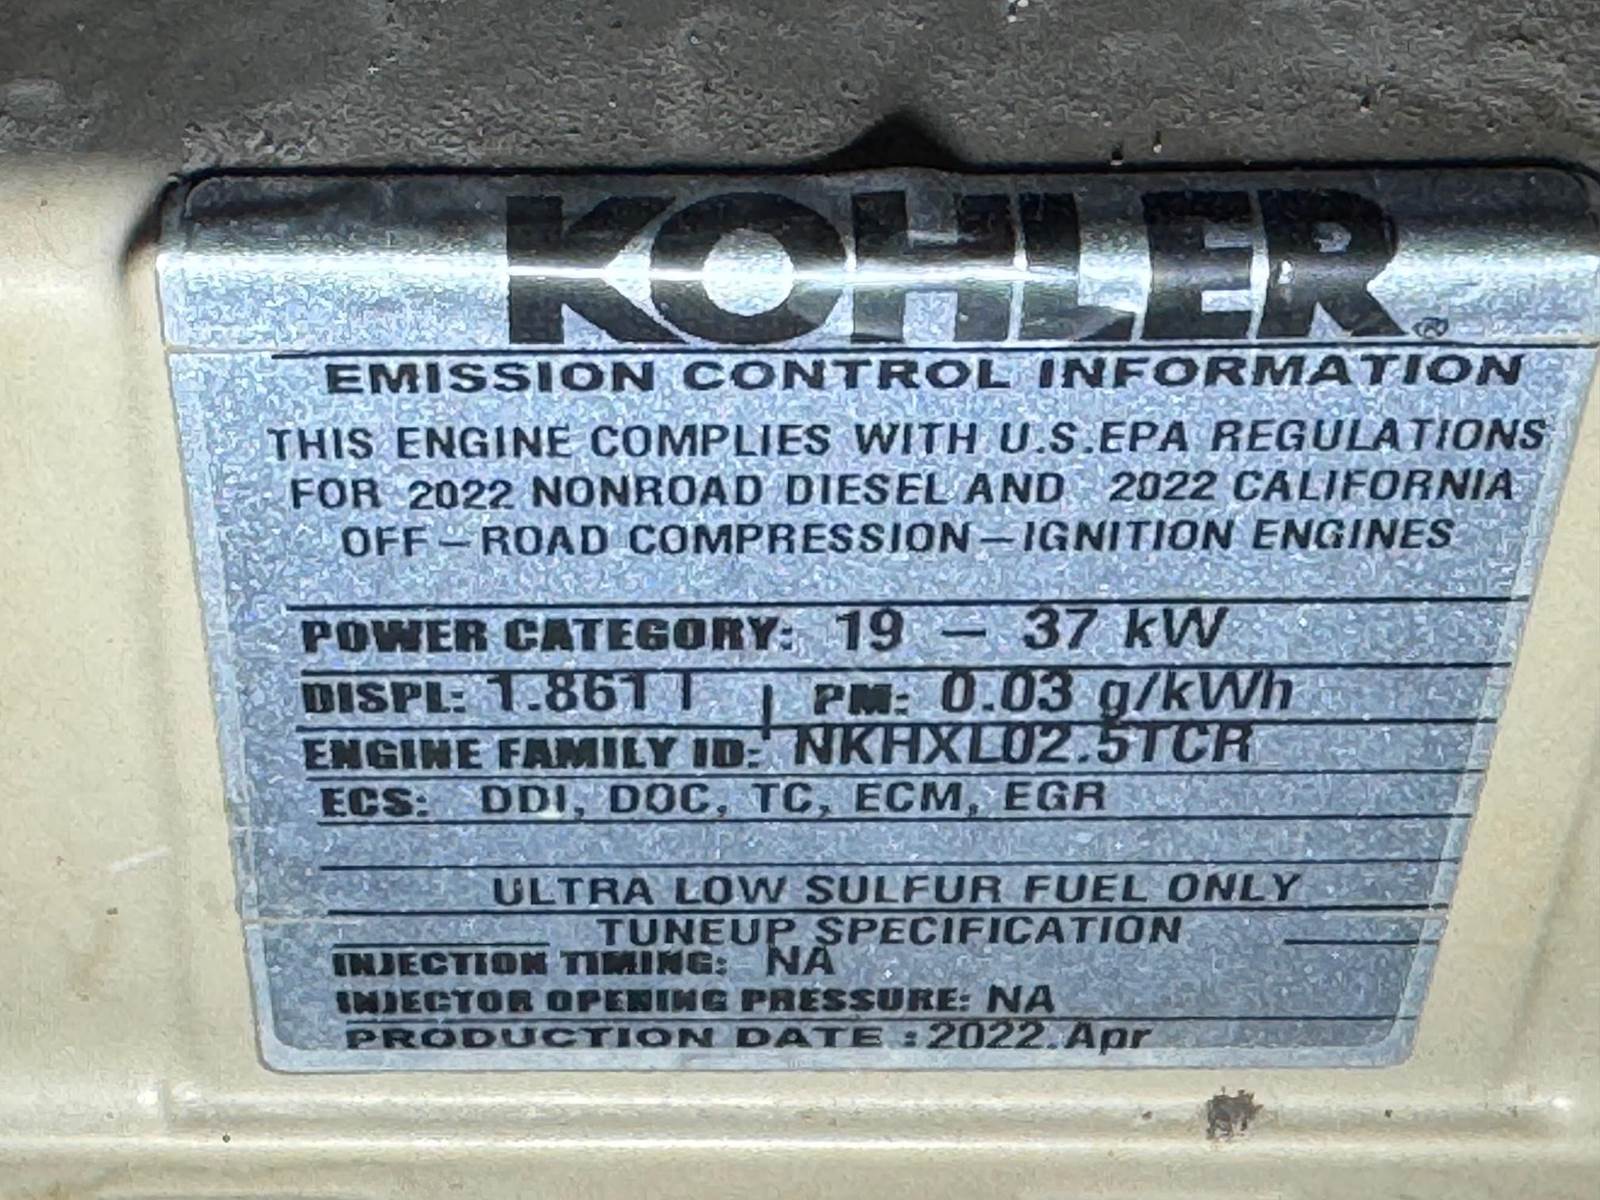 KOHLER®
EMISSION CONTROL INFORMATION
THIS ENGINE COMPLIES WITH U.S.EPA REGULATIONS
FOR 2022 NONROAD DIESEL AND 2022 CALIFORNIA
OFF-ROAD COMPRESSION-IGNITION ENGINES
POWER CATEGORY: 19 - 37 kW
DISPL: 1.861 l | PM: 0.03 g/kWh
ENGINE FAMILY ID: NKHXL02.5TCR
ECS: DDI, DOC, TC, ECM, EGR
ULTRA LOW SULFUR FUEL ONLY
TUNEUP SPECIFICATION
INJECTION TIMING: NA
INJECTOR OPENING PRESSURE: NA
PRODUCTION DATE :2022.Apr